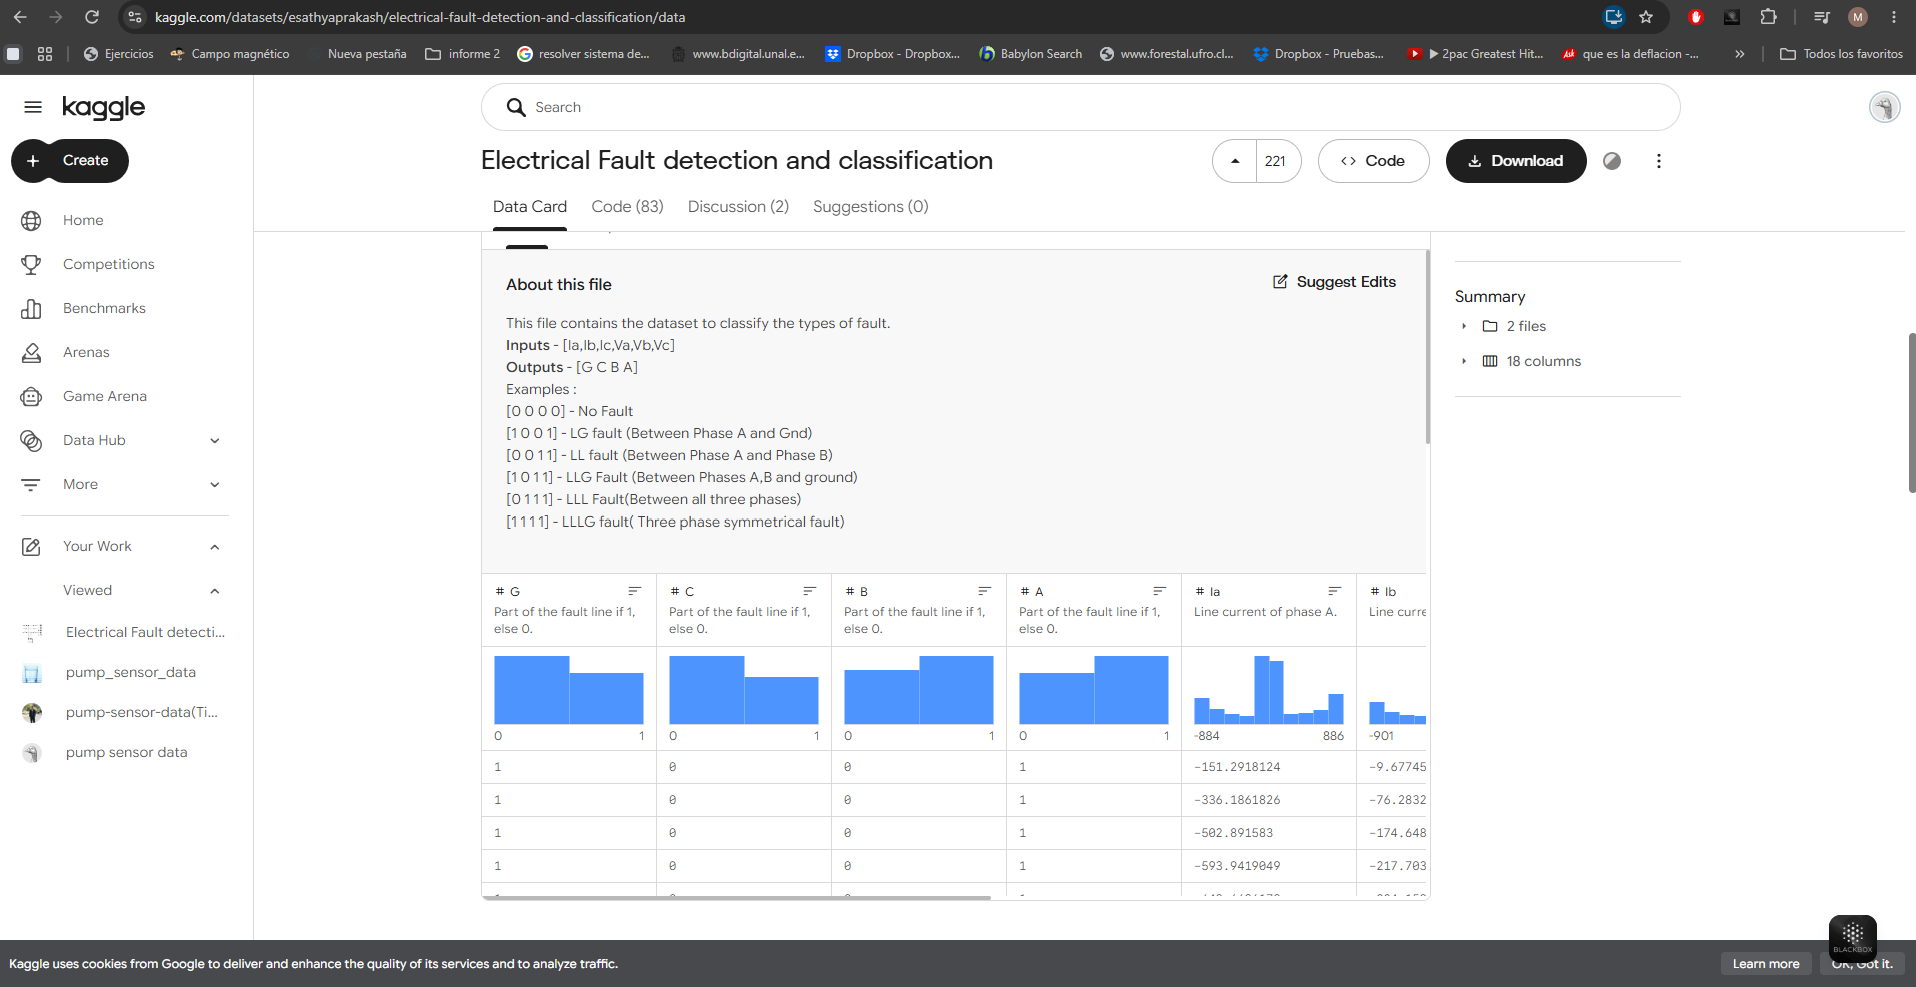 kaggle.com/datasets/esathyaprakash/electrical-fault-detection-and-classification/data
M
Ejercicios
Campo magnético
Nueva pestaña
informe 2
resolver sistema de...
www.bdigital.unal.e...
Dropbox - Dropbox...
Babylon Search
www.forestal.ufro.cl...
Dropbox - Pruebas...
2pac Greatest Hit...
Ask
que es la deflacion -...
»
Todos los favoritos
kaggle
Search
Create
Electrical Fault detection and classification
221
<> Code
Download
Data Card
Code (83)
Discussion (2)
Suggestions (0)
Home
Competitions
Benchmarks
Arenas
Game Arena
Data Hub
More
Your Work
Viewed
Electrical Fault detecti...
pump_sensor_data
pump-sensor-data(Ti...
pump sensor data
About this file
Suggest Edits
This file contains the dataset to classify the types of fault.
Inputs - [Ia,Ib,Ic,Va,Vb,Vc]
Outputs - [G C B A]
Examples :
[0 0 0 0] - No Fault
[1 0 0 1] - LG fault (Between Phase A and Gnd)
[0 0 1 1] - LL fault (Between Phase A and Phase B)
[1 0 1 1] - LLG Fault (Between Phases A,B and ground)
[0 1 1 1] - LLL Fault(Between all three phases)
[1 1 1 1] - LLLG fault( Three phase symmetrical fault)
Summary
2 files
18 columns
# G
Part of the fault line if 1,
else 0.
# C
Part of the fault line if 1,
else 0.
# B
Part of the fault line if 1,
else 0.
# A
Part of the fault line if 1,
else 0.
# Ia
Line current of phase A.
# Ib
Line curre
0 1
0 1
0 1
0 1
-884 886
-901
1 0 0 1 -151.2918124 -9.67745
1 0 0 1 -336.1861826 -76.2832
1 0 0 1 -502.891583 -174.648
1 0 0 1 -593.9419049 -217.703
BLACKBOX
Kaggle uses cookies from Google to deliver and enhance the quality of its services and to analyze traffic.
Learn more
OK, Got it.